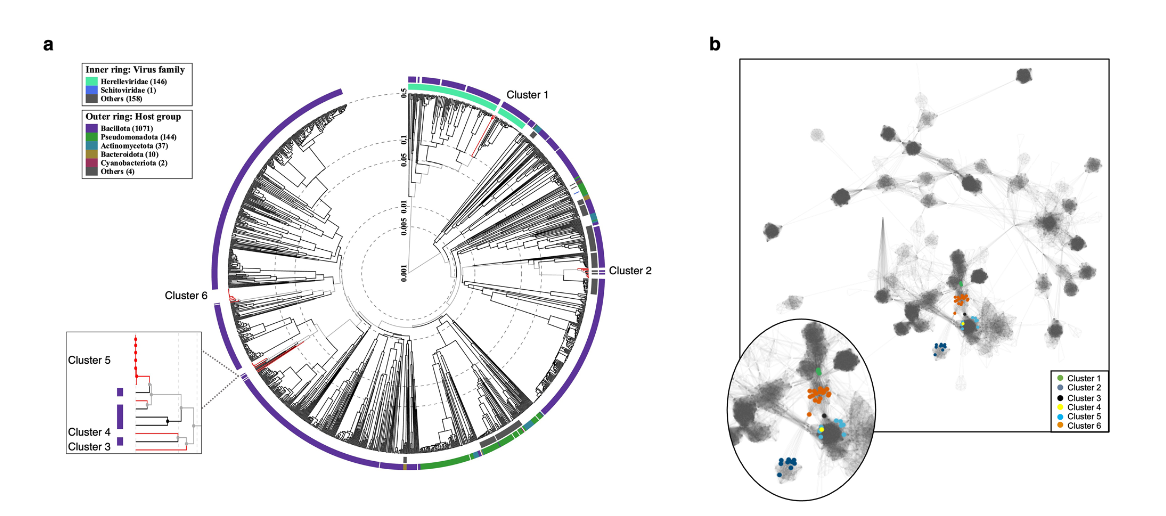 a
b
Inner ring: Virus family
Herelleviridae (146)
Schitoviridae (1)
Others (158)
Outer ring: Host group
Bacillota (1071)
Pseudomonadota (144)
Actinomycetota (37)
Bacteroidota (10)
Cyanobacteriota (2)
Others (4)
Cluster 1
0.5
0.1
0.05
0.01
0.005
0.001
Cluster 2
Cluster 6
Cluster 5
Cluster 4
Cluster 3
Cluster 1
Cluster 2
Cluster 3
Cluster 4
Cluster 5
Cluster 6